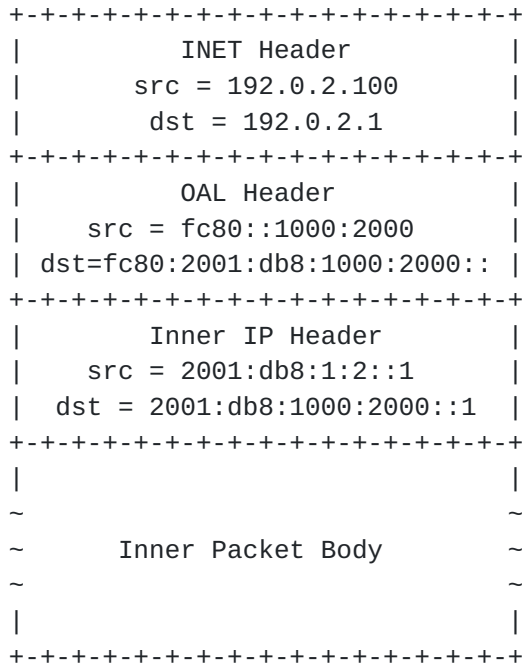 +-+-+-+-+-+-+-+-+-+-+-+-+-+-+-+-+
|          INET Header          |
|       src = 192.0.2.100       |
|        dst = 192.0.2.1        |
+-+-+-+-+-+-+-+-+-+-+-+-+-+-+-+-+
|          OAL Header           |
|    src = fc80::1000:2000      |
| dst=fc80:2001:db8:1000:2000:: |
+-+-+-+-+-+-+-+-+-+-+-+-+-+-+-+-+
|        Inner IP Header        |
|    src = 2001:db8:1:2::1      |
|  dst = 2001:db8:1000:2000::1  |
+-+-+-+-+-+-+-+-+-+-+-+-+-+-+-+-+
|                               |
~                               ~
~      Inner Packet Body        ~
~                               ~
|                               |
+-+-+-+-+-+-+-+-+-+-+-+-+-+-+-+-+